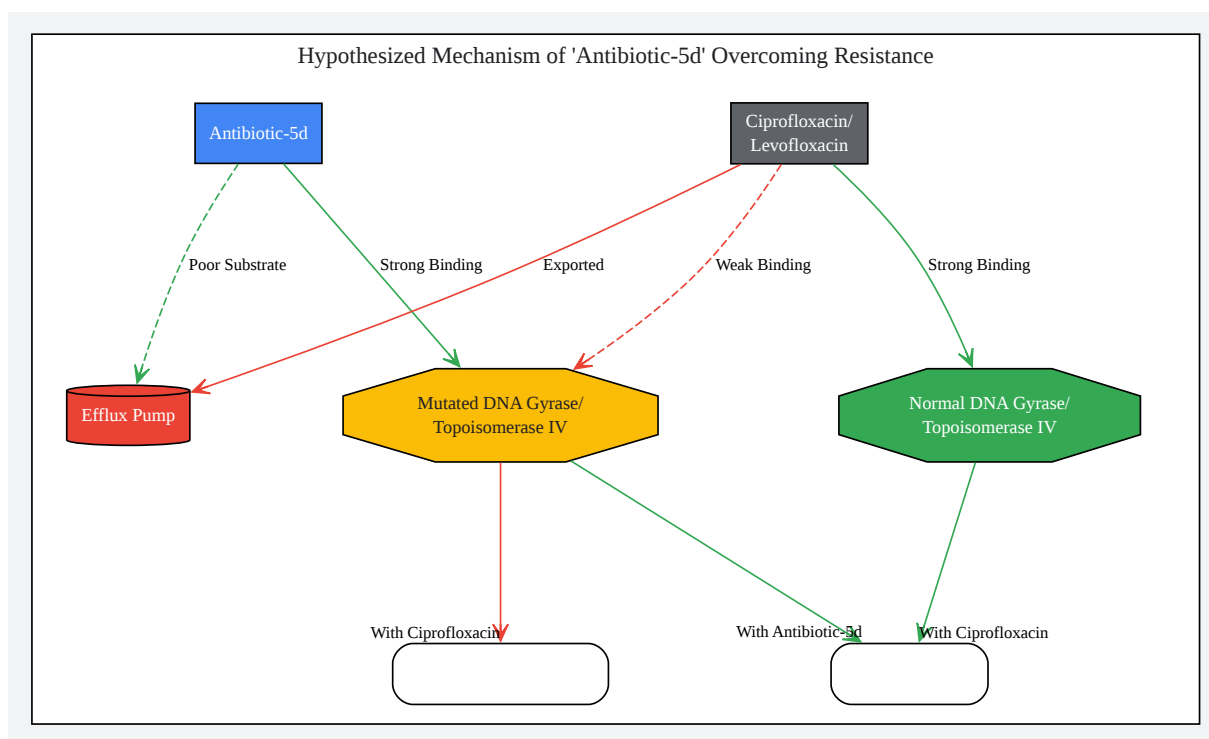 Hypothesized Mechanism of 'Antibiotic-5d' Overcoming Resistance
Antibiotic-5d
Ciprofloxacin/
Levofloxacin
Poor Substrate
Strong Binding
Exported
Weak Binding
Strong Binding
Efflux Pump
Mutated DNA Gyrase/
Topoisomerase IV
Normal DNA Gyrase/
Topoisomerase IV
With Ciprofloxacin
With Antibiotic-5d
With Ciprofloxacin